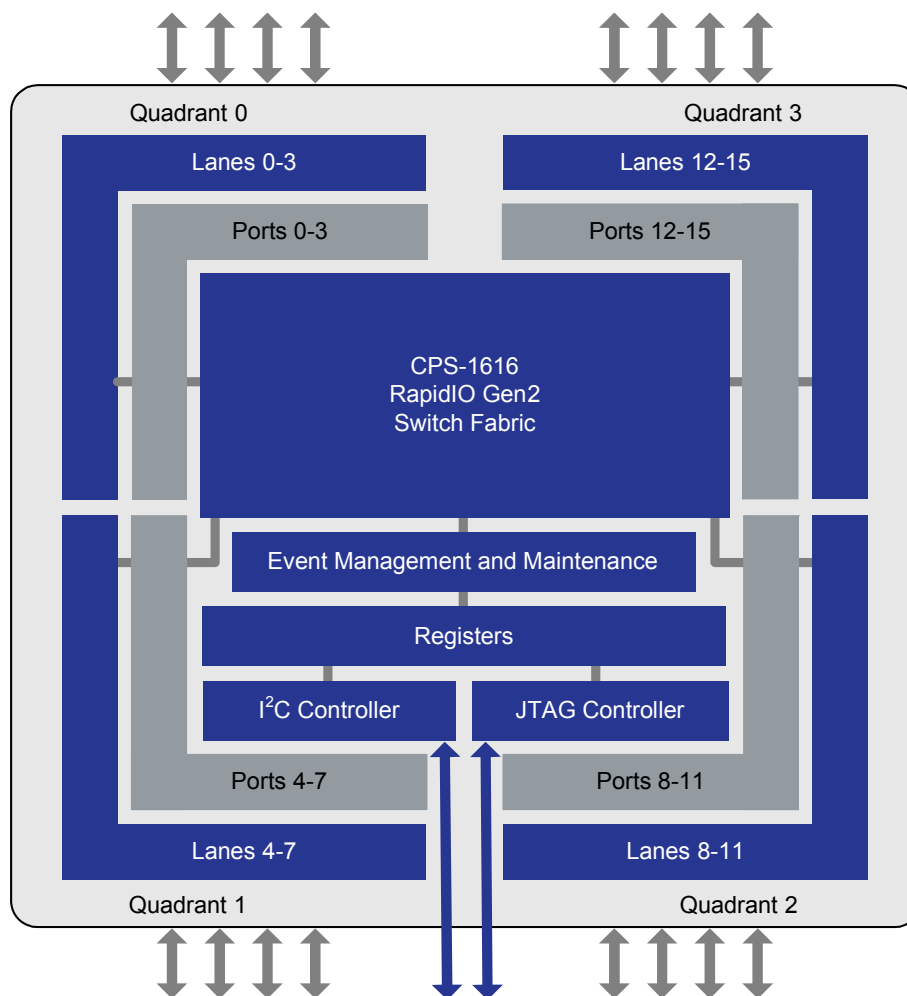 Quadrant 0
Quadrant 3
Lanes 0-3
Lanes 12-15
Ports 0-3
Ports 12-15
CPS-1616
RapidIO Gen2
Switch Fabric
Event Management and Maintenance
Registers
I²C Controller
JTAG Controller
Ports 4-7
Ports 8-11
Lanes 4-7
Lanes 8-11
Quadrant 1
Quadrant 2